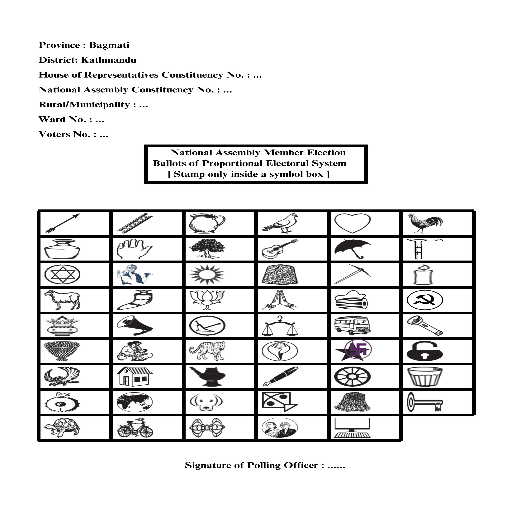 Province : Bagmati
District: Kathmandu
House of Representatives Constituency No. : ...
National Assembly Constituency No. : ...
Rural/Municipality : ...
Ward No. : ...
Voters No. : ...
National Assembly Member Election
Ballots of Proportional Electoral System
[ Stamp only inside a symbol box ]
Signature of Polling Officer : ......